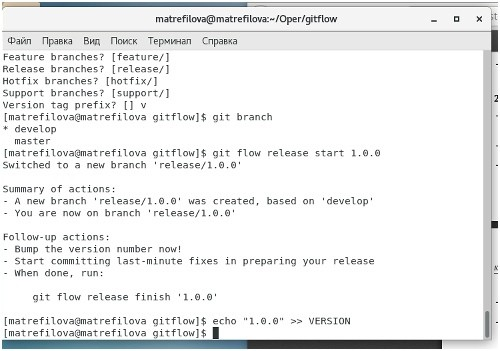 matrefilova@matrefilova:~/Oper/gitflow
Файл Правка Вид Поиск Терминал Справка
Feature branches? [feature/]
Release branches? [release/]
Hotfix branches? [hotfix/]
Support branches? [support/]
Version tag prefix? [] v
[matrefilova@matrefilova gitflow]$ git branch
* develop
  master
[matrefilova@matrefilova gitflow]$ git flow release start 1.0.0
Switched to a new branch 'release/1.0.0'

Summary of actions:
- A new branch 'release/1.0.0' was created, based on 'develop'
- You are now on branch 'release/1.0.0'

Follow-up actions:
- Bump the version number now!
- Start committing last-minute fixes in preparing your release
- When done, run:

     git flow release finish '1.0.0'

[matrefilova@matrefilova gitflow]$ echo "1.0.0" >> VERSION
[matrefilova@matrefilova gitflow]$